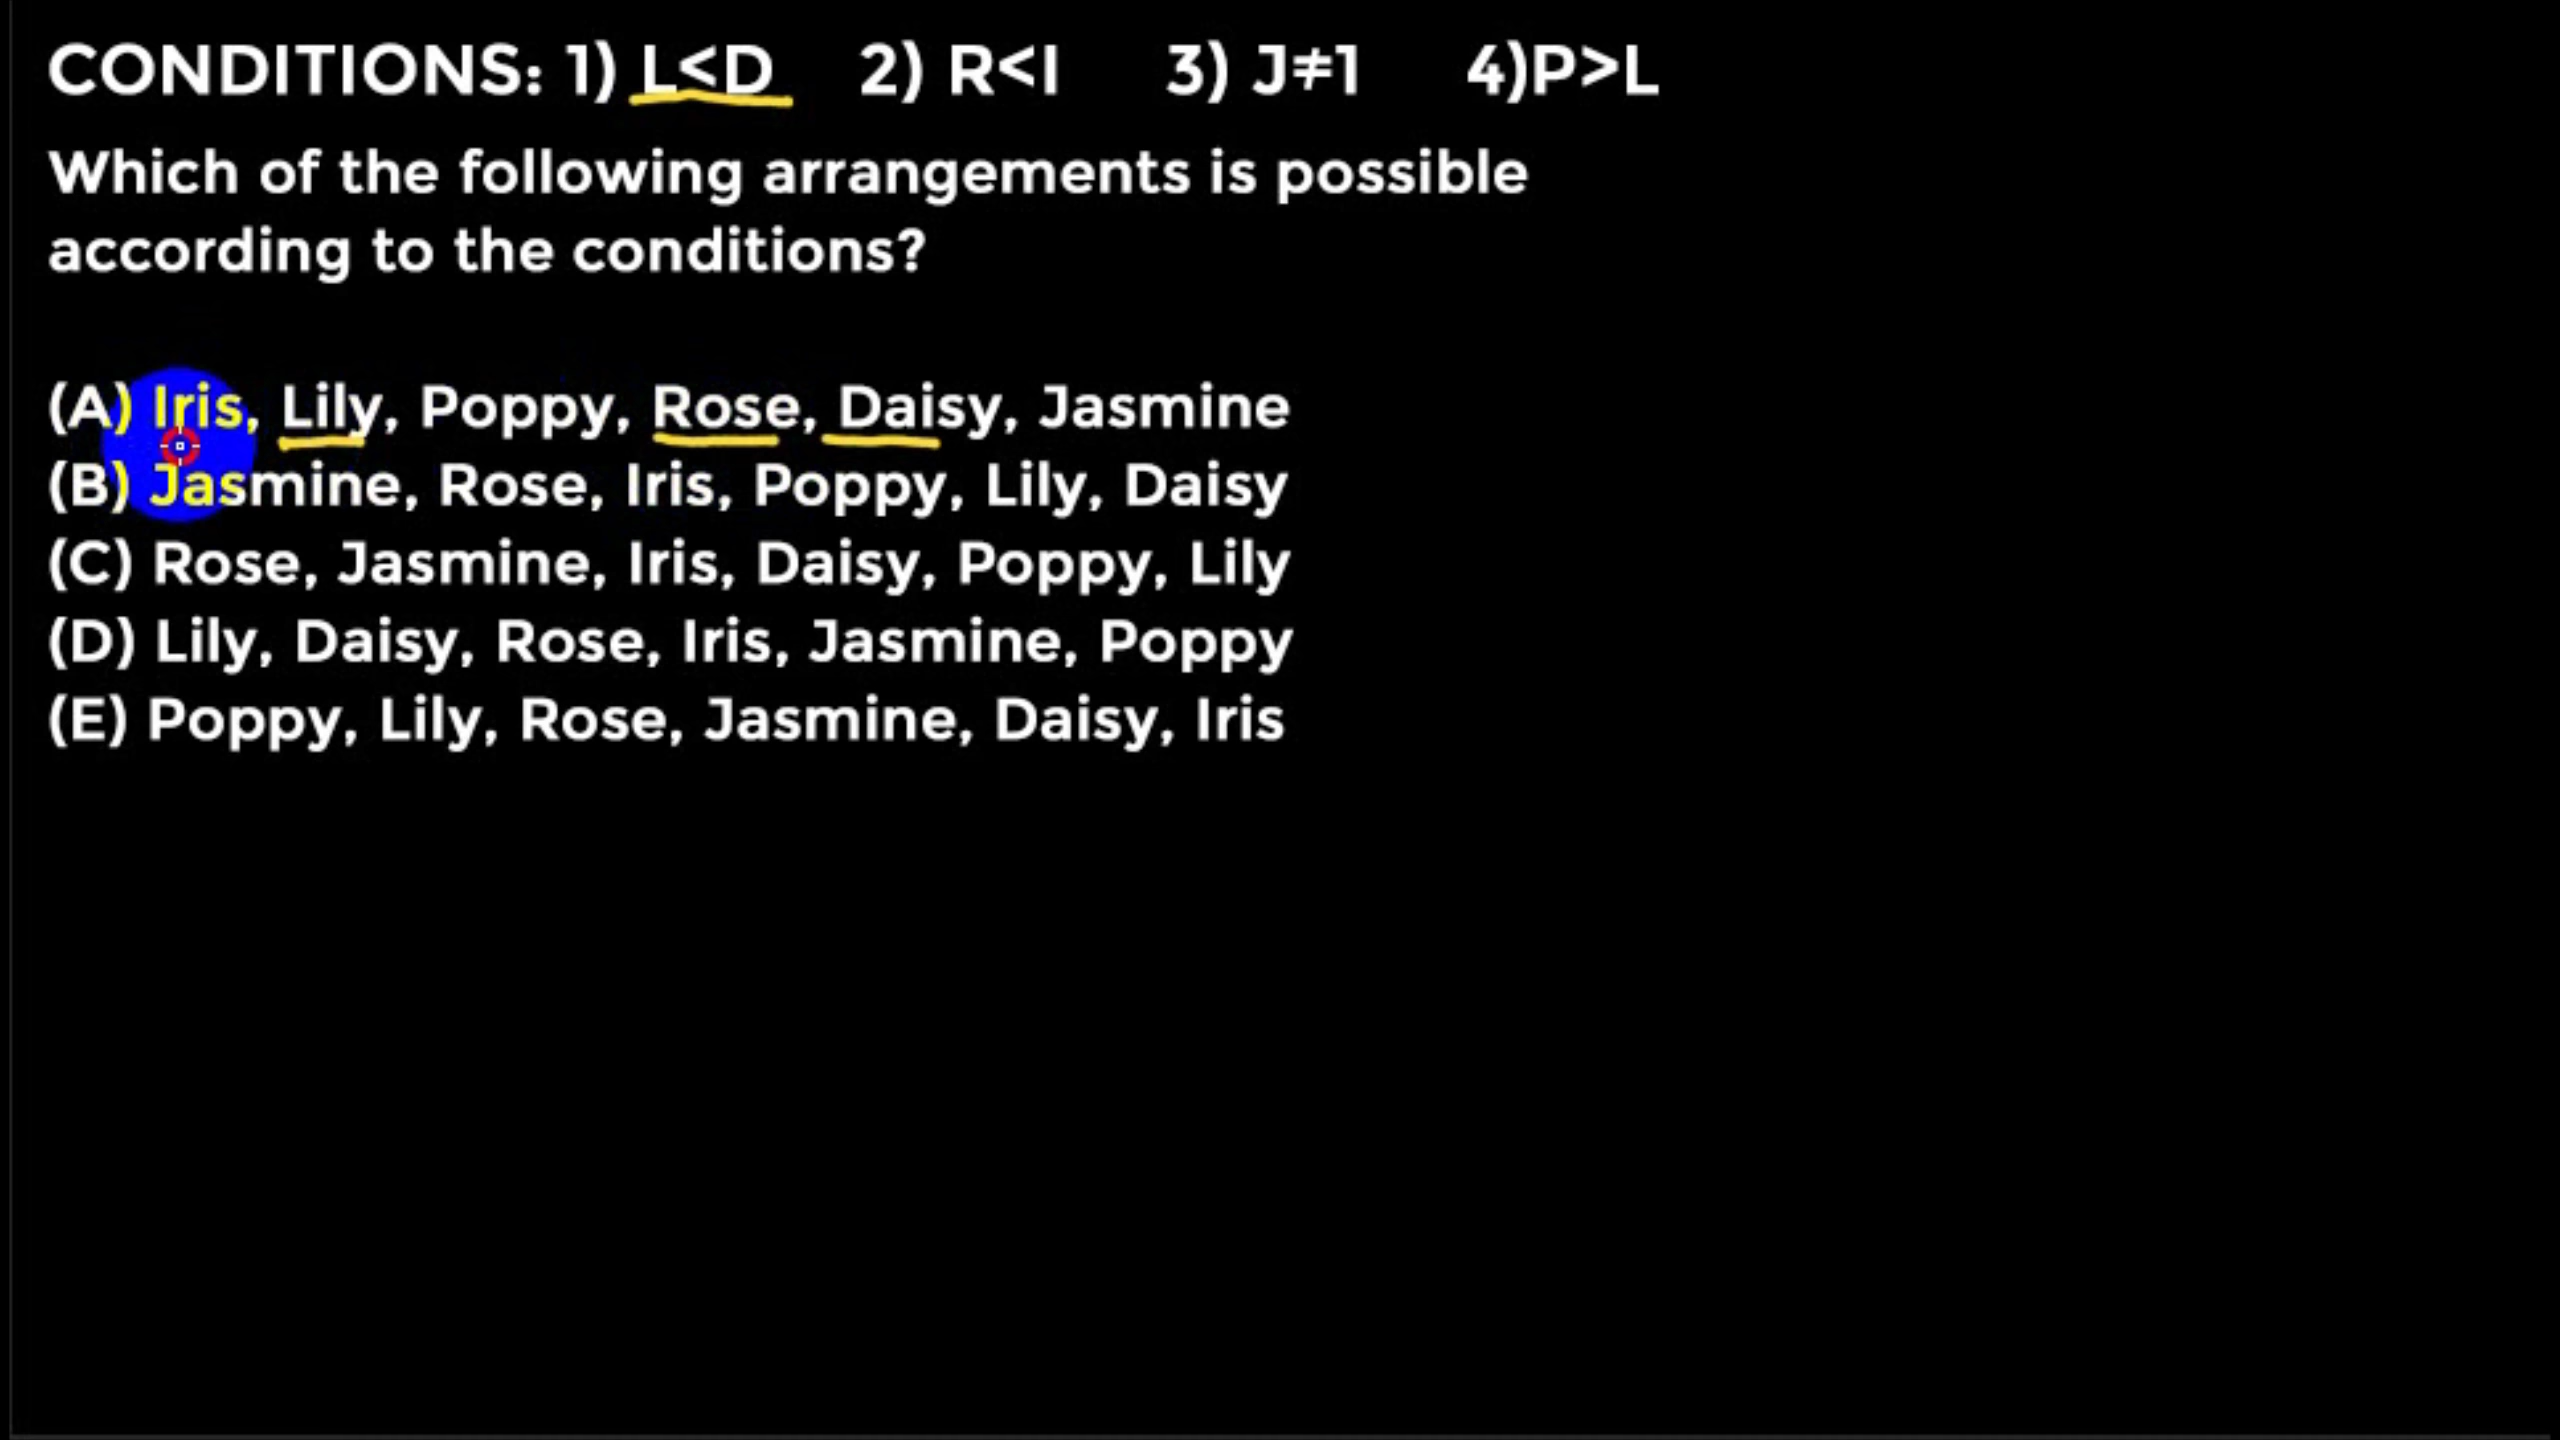 CONDITIONS: 1) L<D 2) R<I 3) J≠1 4)P>L
Which of the following arrangements is possible
according to the conditions?
(A) Iris, Lily, Poppy, Rose, Daisy, Jasmine
(B) Jasmine, Rose, Iris, Poppy, Lily, Daisy
(C) Rose, Jasmine, Iris, Daisy, Poppy, Lily
(D) Lily, Daisy, Rose, Iris, Jasmine, Poppy
(E) Poppy, Lily, Rose, Jasmine, Daisy, Iris